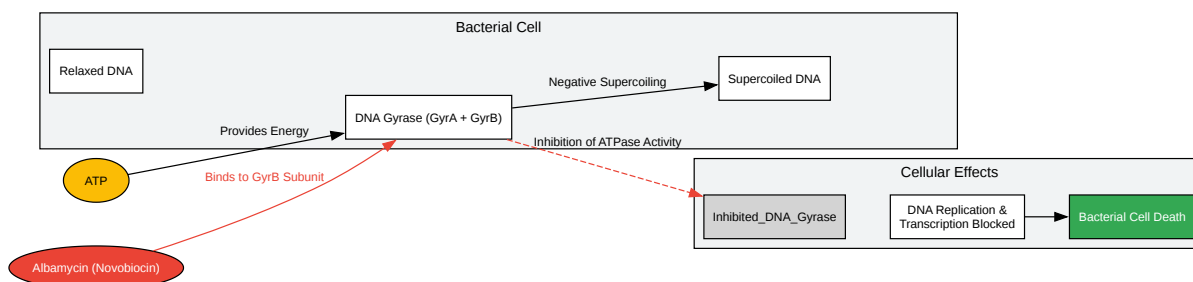 Bacterial Cell
Relaxed DNA
Negative Supercoiling
Supercoiled DNA
DNA Gyrase (GyrA + GyrB)
Provides Energy
Inhibition of ATPase Activity
ATP
Binds to GyrB Subunit
Cellular Effects
Inhibited_DNA_Gyrase
DNA Replication &
Transcription Blocked
Bacterial Cell Death
Albamycin (Novobiocin)